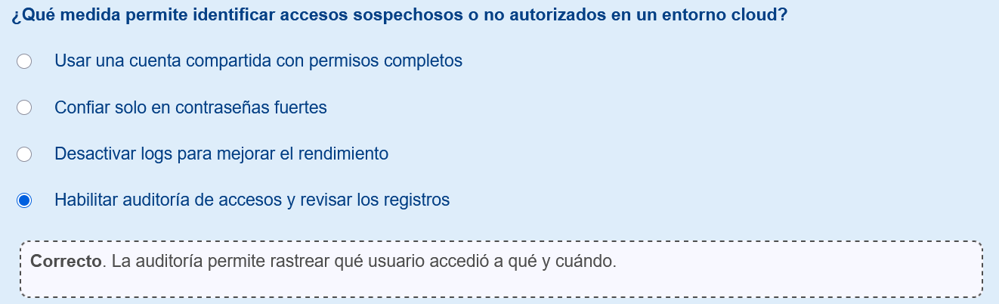 ¿Qué medida permite identificar accesos sospechosos o no autorizados en un entorno cloud?
Usar una cuenta compartida con permisos completos
Confiar solo en contraseñas fuertes
Desactivar logs para mejorar el rendimiento
Habilitar auditoría de accesos y revisar los registros
Correcto. La auditoría permite rastrear qué usuario accedió a qué y cuándo.